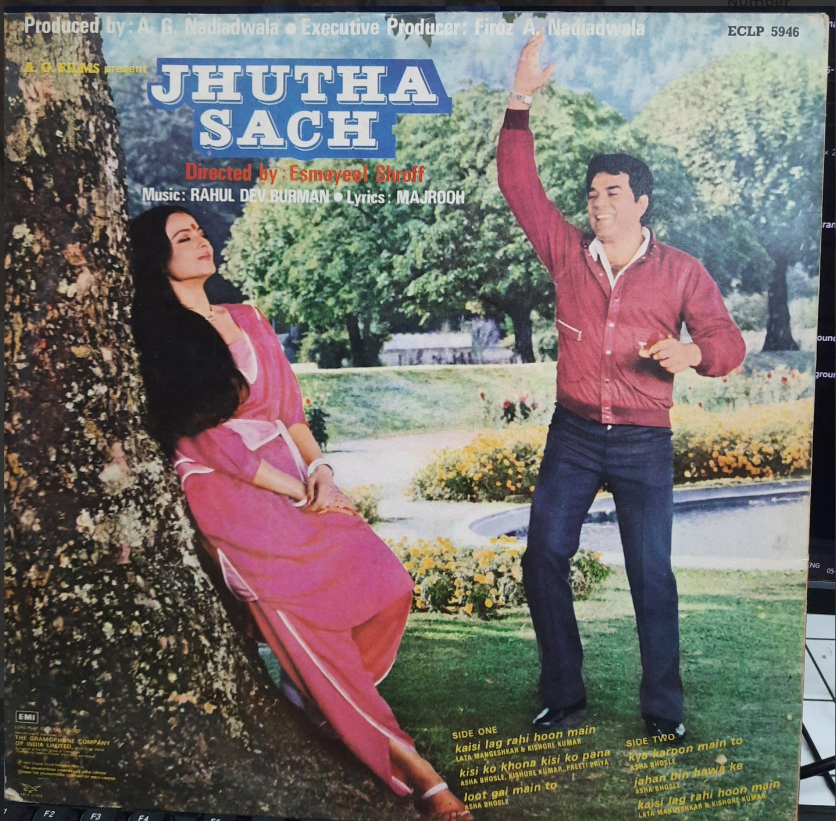 Produced by: A. G. Nadiadwala ● Executive Producer: Firoz A. Nadiadwala
ECLP 5946
A. G. FILMS present
JHUTHA
SACH
Directed by: Esmayeel Shroff
Music: RAHUL DEV BURMAN ● Lyrics: MAJROOH
EMI
THE GRAMOPHONE COMPANY
OF INDIA LIMITED
SIDE ONE
kaisi lag rahi hoon main
LATA MANGESHKAR & KISHORE KUMAR
kisi ko khona kisi ko pana
ASHA BHOSLE, KISHORE KUMAR, PREETI PRIYA
loot gai main to
ASHA BHOSLE
SIDE TWO
kya karoon main to
ASHA BHOSLE
jahan bin hawa ke
ASHA BHOSLE
kaisi lag rahi hoon main
LATA MANGESHKAR & KISHORE KUMAR
F2
F3
F4